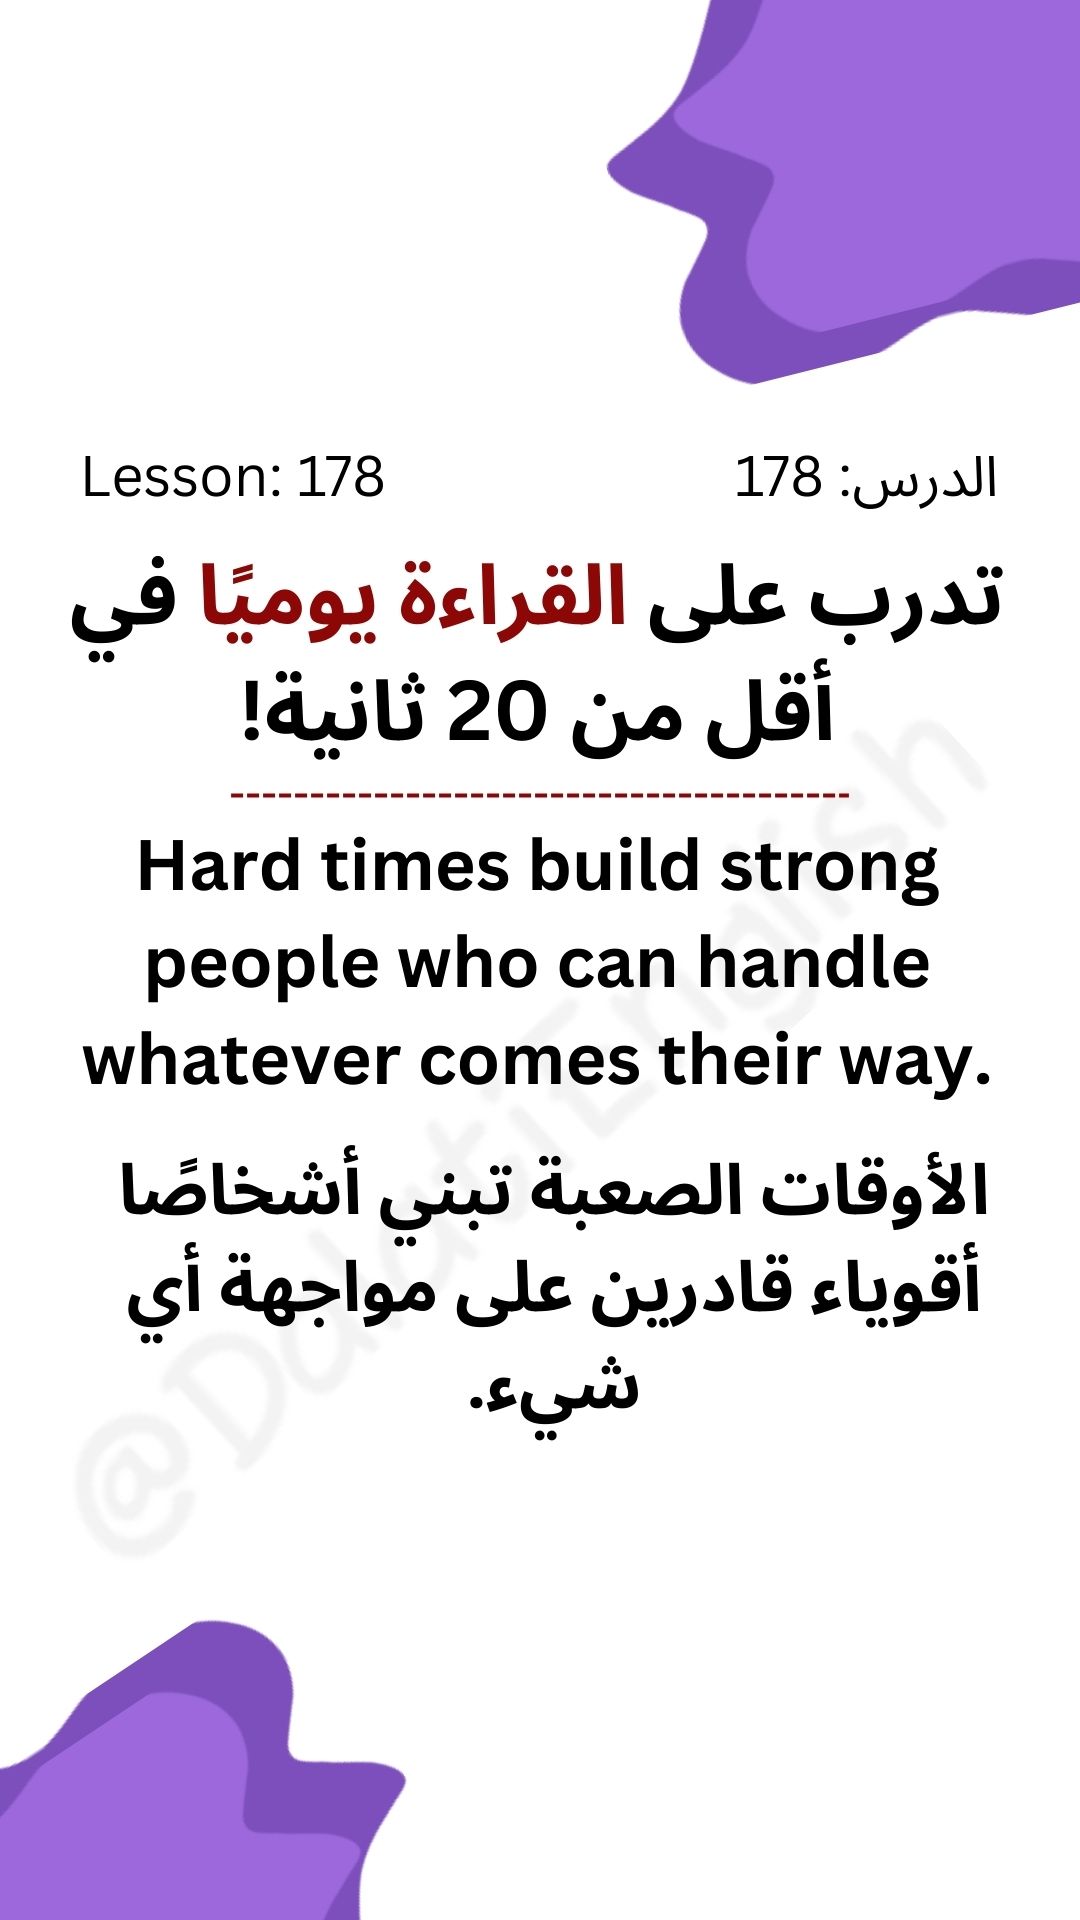 Lesson: 178
الدرس: 178
تدرب على القراءة يوميًا في
أقل من 20 ثانية!
--------------------------------------
Hard times build strong
people who can handle
whatever comes their way.
الأوقات الصعبة تبني أشخاصًا
أقوياء قادرين على مواجهة أي
شيء.
@DdatiEnglish